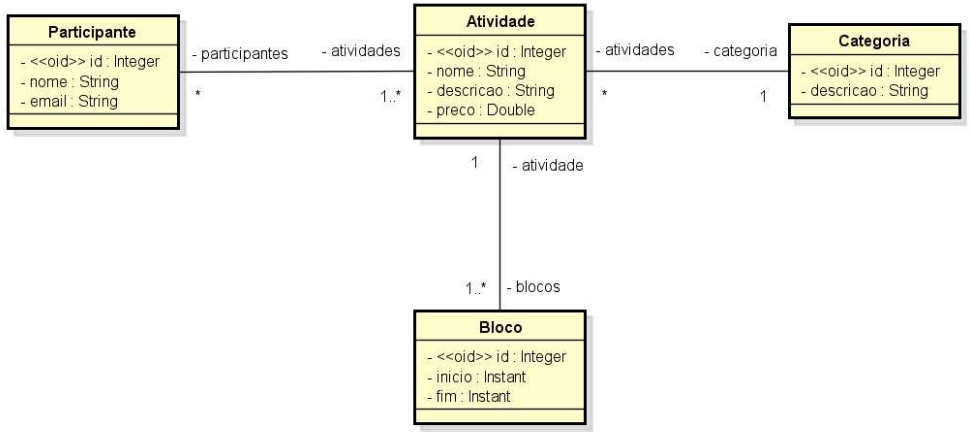 Participante
- <<oid>> id : Integer
- nome : String
- email : String
- participantes
*
- atividades
1..*
Atividade
- <<oid>> id : Integer
- nome : String
- descricao : String
- preco : Double
- atividades
*
- categoria
1
Categoria
- <<oid>> id : Integer
- descricao : String
1
- atividade
1..*
- blocos
Bloco
- <<oid>> id : Integer
- inicio : Instant
- fim : Instant